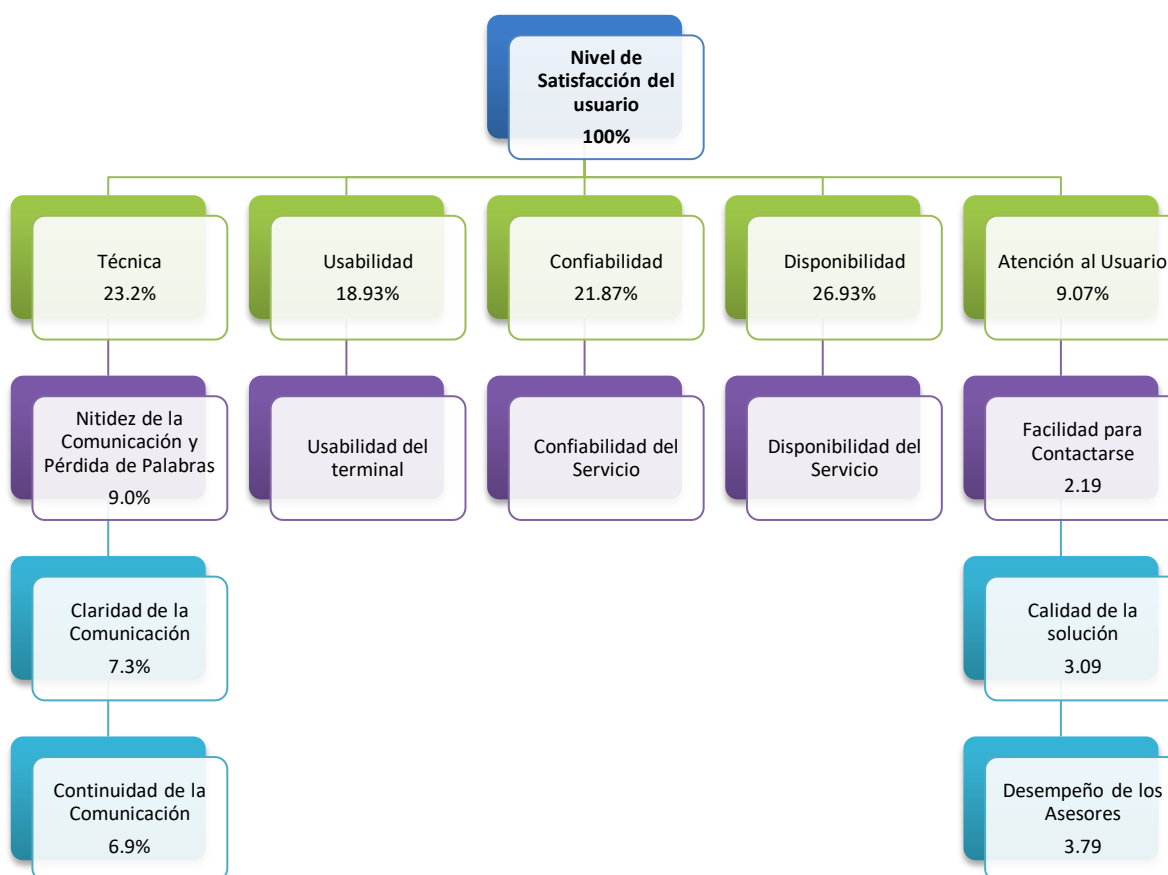 Nivel de
Satisfacción del
usuario
100%
Técnica
23.2%
Usabilidad
18.93%
Confiabilidad
21.87%
Disponibilidad
26.93%
Atención al Usuario
9.07%
Nitidez de la
Comunicación y
Pérdida de Palabras
9.0%
Usabilidad del
terminal
Confiabilidad del
Servicio
Disponibilidad del
Servicio
Facilidad para
Contactarse
2.19
Claridad de la
Comunicación
7.3%
Calidad de la
solución
3.09
Continuidad de la
Comunicación
6.9%
Desempeño de los
Asesores
3.79